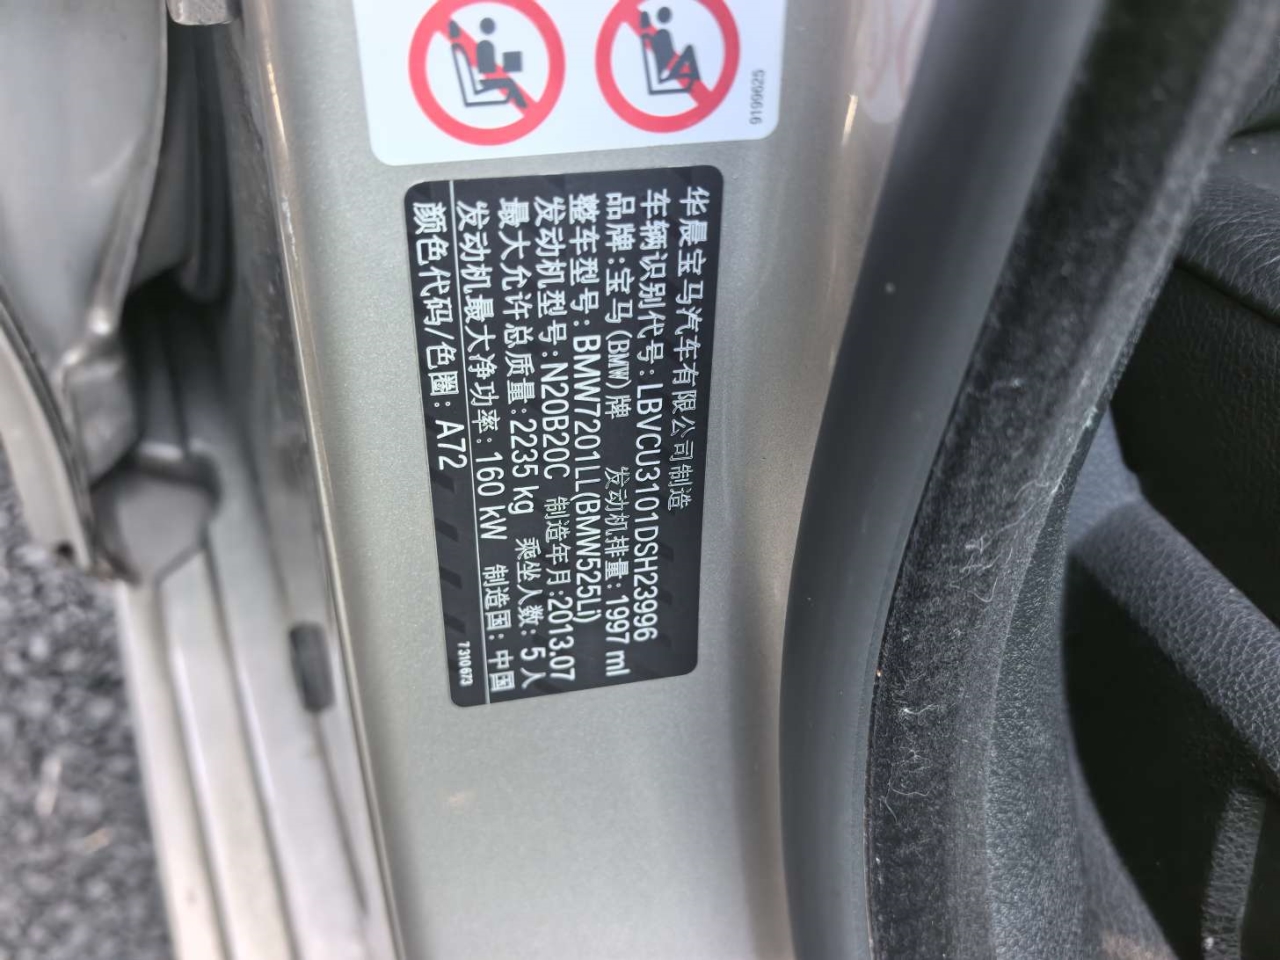 9199625
华晨宝马汽车有限公司制造
车辆识别代号: LBVCU3101DSH23996
品牌:宝马(BMW)牌 发动机排量: 1997 ml
整车型号: BMW7201LL(BMW525Li)
发动机型号: N20B20C 制造年月:2013.07
最大允许总质量:2235 kg 乘坐人数: 5人
发动机最大净功率: 160 kW 制造国: 中国
颜色代码/色圈: A72
7310673